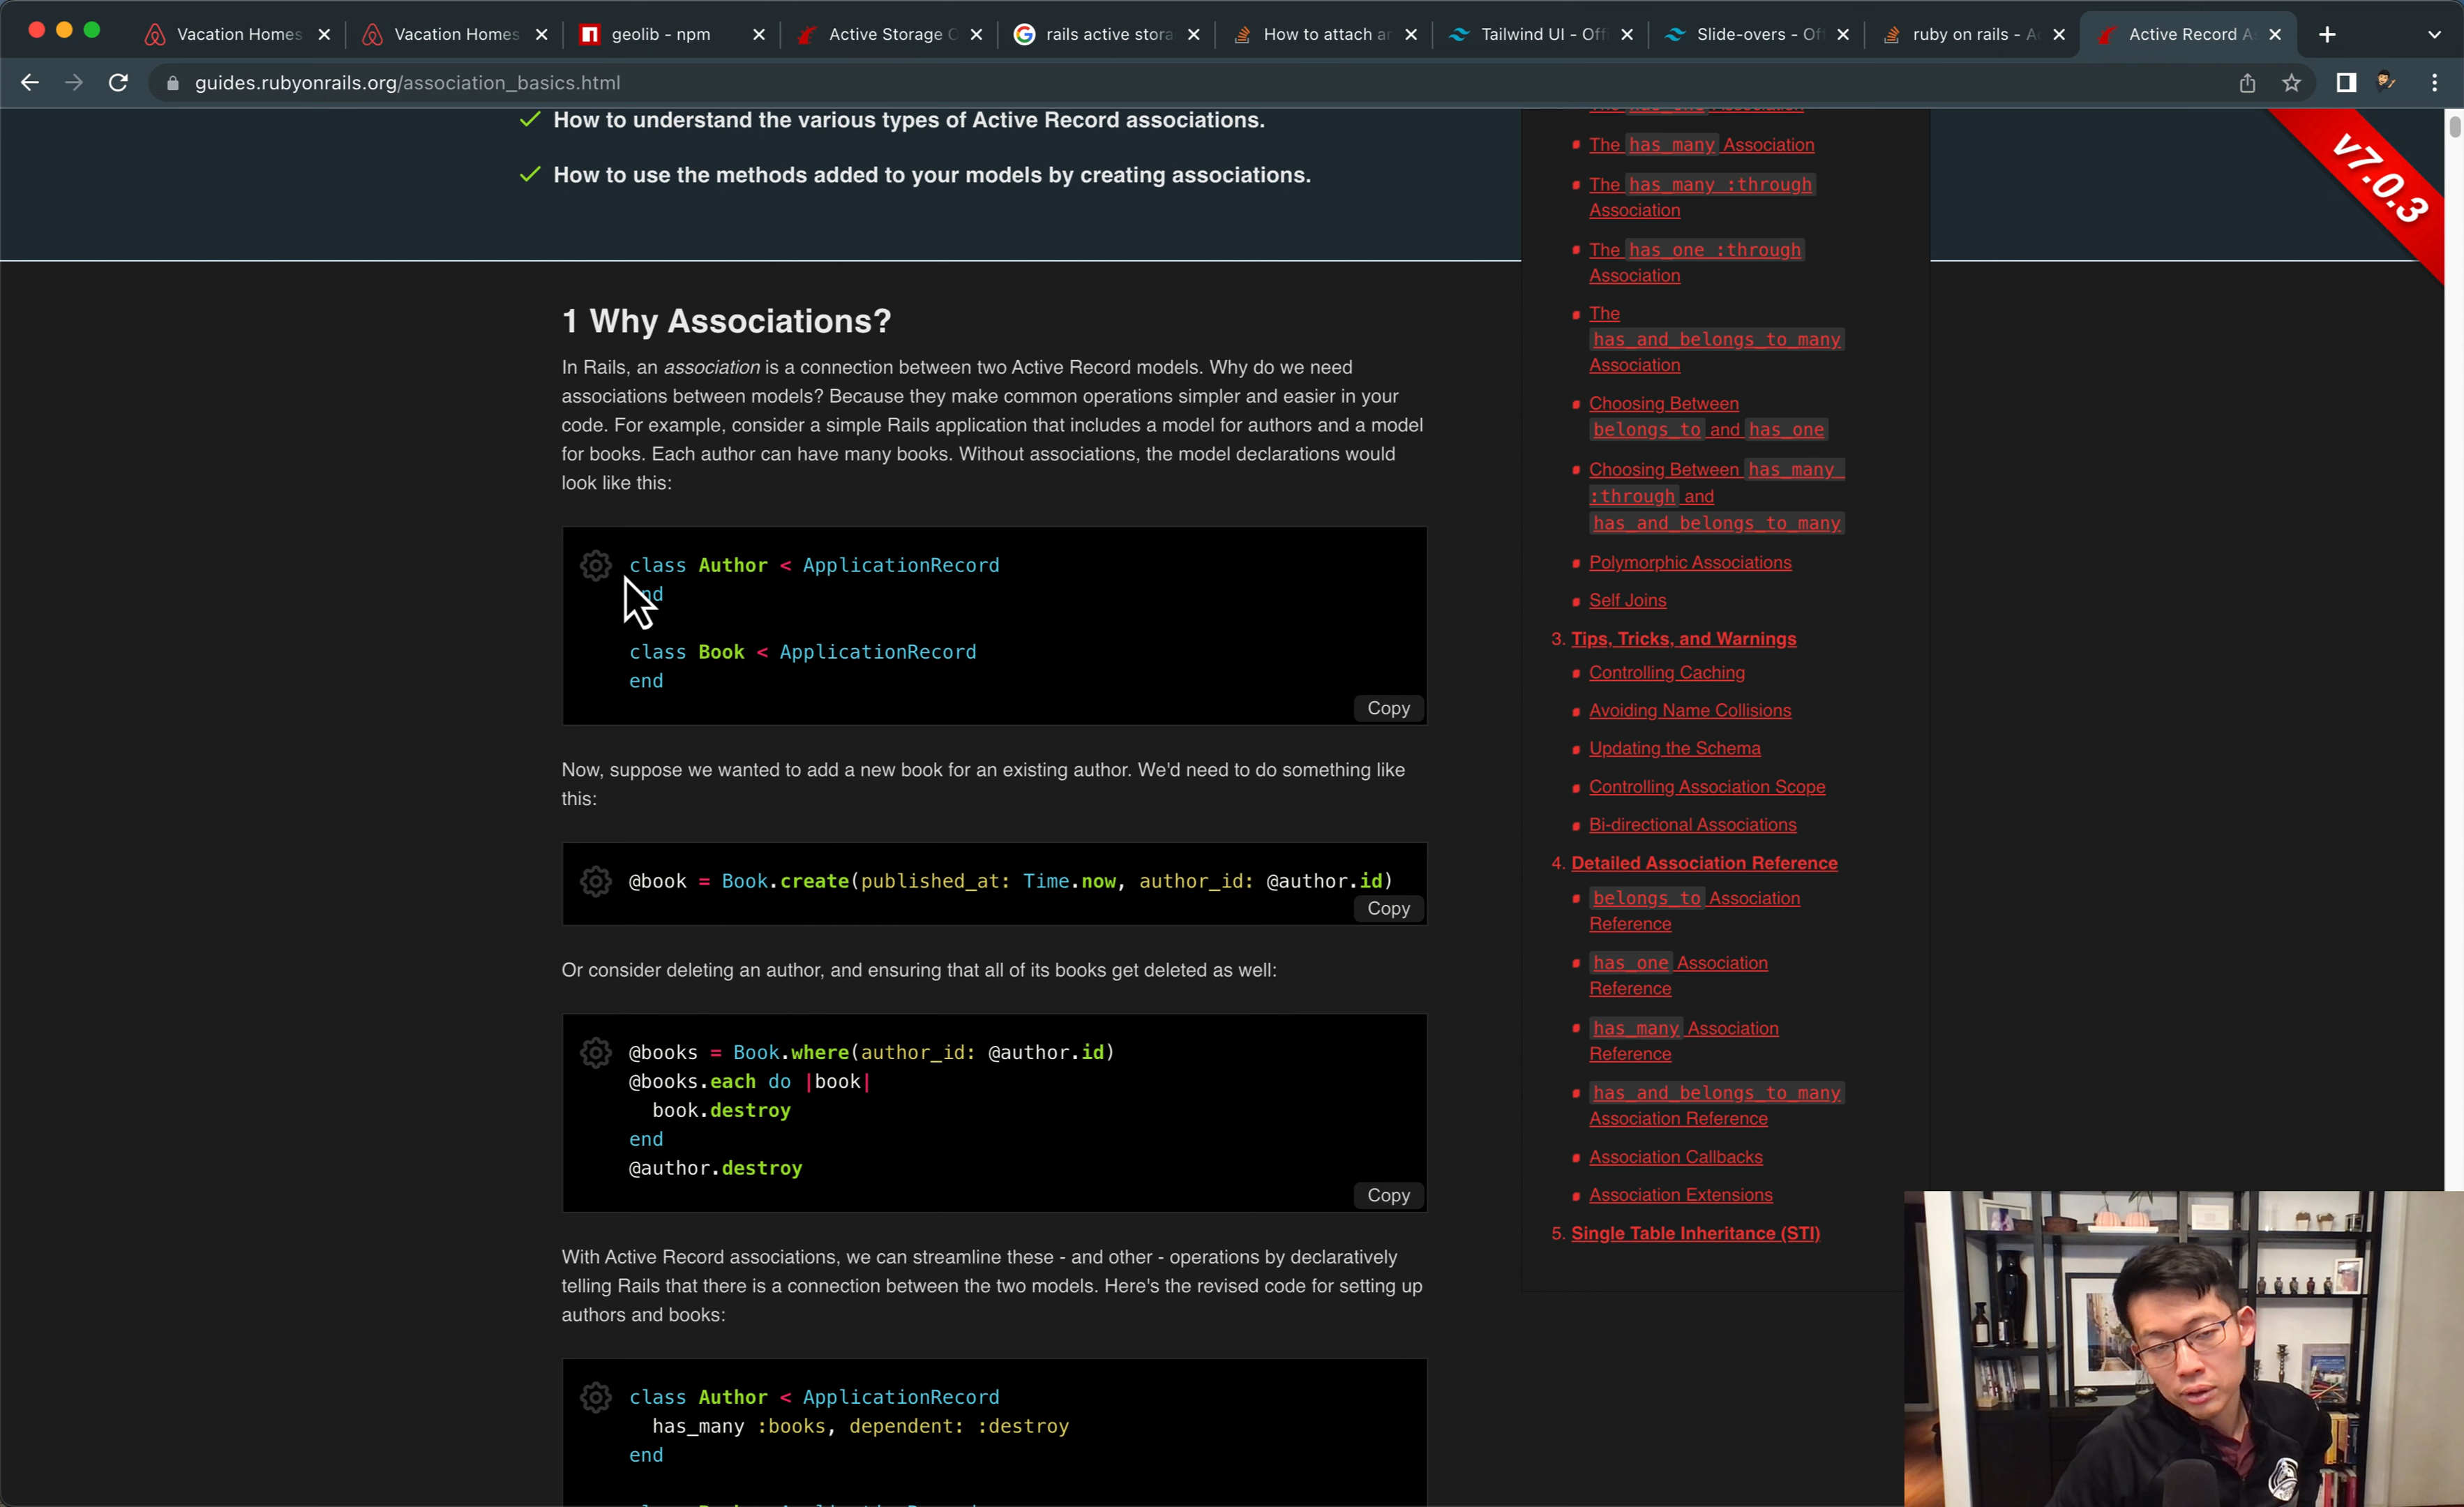 Vacation Homes
Vacation Homes
geolib - npm
Active Storage O
rails active stora
How to attach an
Tailwind UI - Off
Slide-overs - Of
ruby on rails - A
Active Record A
guides.rubyonrails.org/association_basics.html
How to understand the various types of Active Record associations.
How to use the methods added to your models by creating associations.
v7.0.3
1 Why Associations?
In Rails, an association is a connection between two Active Record models. Why do we need
associations between models? Because they make common operations simpler and easier in your
code. For example, consider a simple Rails application that includes a model for authors and a model
for books. Each author can have many books. Without associations, the model declarations would
look like this:
class Author < ApplicationRecord
end
class Book < ApplicationRecord
end
Copy
Now, suppose we wanted to add a new book for an existing author. We'd need to do something like
this:
@book = Book.create(published_at: Time.now, author_id: @author.id)
Copy
Or consider deleting an author, and ensuring that all of its books get deleted as well:
@books = Book.where(author_id: @author.id)
@books.each do |book|
book.destroy
end
@author.destroy
Copy
With Active Record associations, we can streamline these - and other - operations by declaratively
telling Rails that there is a connection between the two models. Here's the revised code for setting up
authors and books:
class Author < ApplicationRecord
has_many :books, dependent: :destroy
end
The has_many Association
The has_many :through
Association
The has_one :through
Association
The
has_and_belongs_to_many
Association
Choosing Between
belongs_to and has_one
Choosing Between has_many
:through and
has_and_belongs_to_many
Polymorphic Associations
Self Joins
3. Tips, Tricks, and Warnings
Controlling Caching
Avoiding Name Collisions
Updating the Schema
Controlling Association Scope
Bi-directional Associations
4. Detailed Association Reference
belongs_to Association
Reference
has_one Association
Reference
has_many Association
Reference
has_and_belongs_to_many
Association Reference
Association Callbacks
Association Extensions
5. Single Table Inheritance (STI)